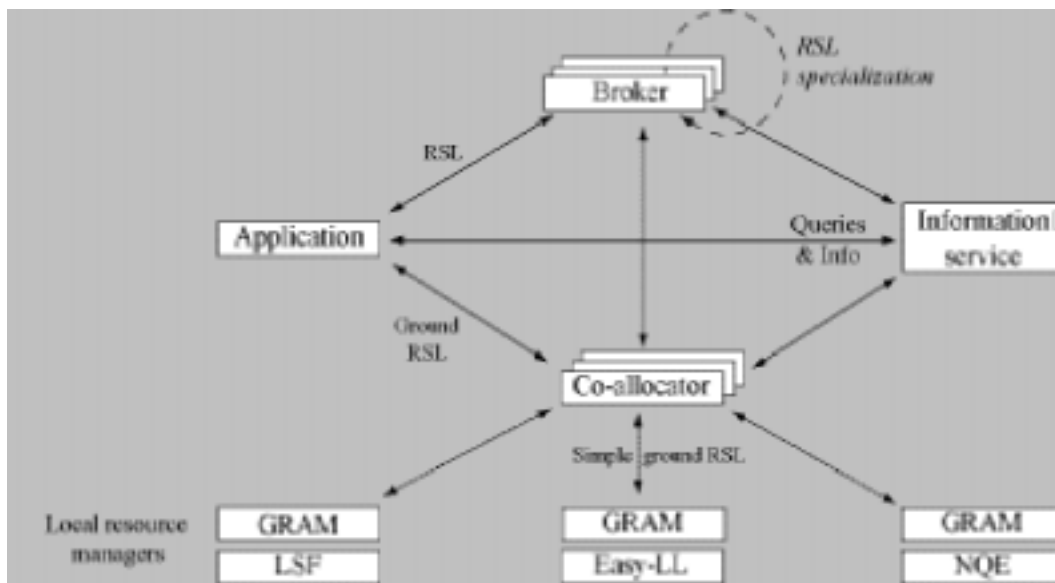 RSL
specialization
Broker
RSL
Application
Queries
& Info
Information
service
Ground
RSL
Co-allocator
Simple ground RSL
Local resource
managers
GRAM
GRAM
GRAM
LSF
Easy-LL
NQE